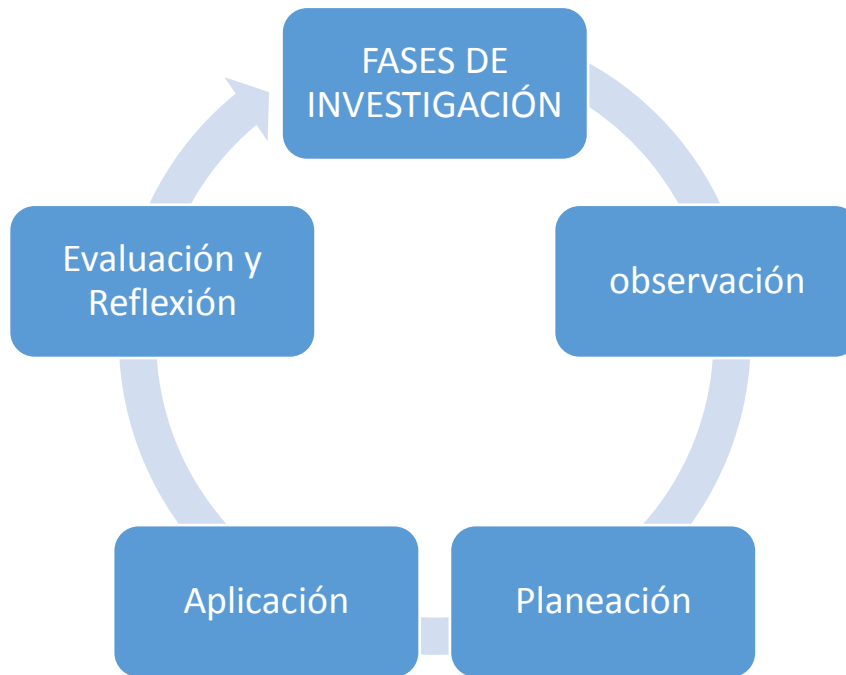 FASES DE
INVESTIGACIÓN
observación
Planeación
Aplicación
Evaluación y
Reflexión